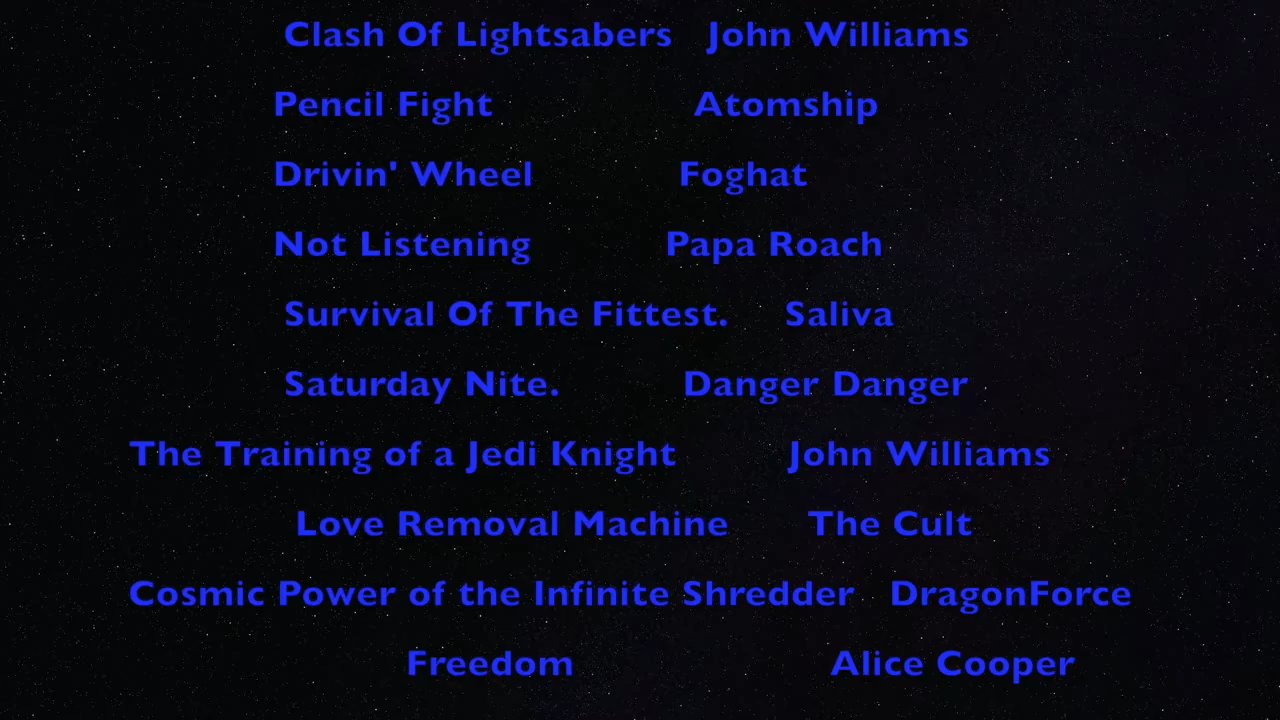 Clash Of Lightsabers John Williams
Pencil Fight Atomship
Drivin' Wheel Foghat
Not Listening Papa Roach
Survival Of The Fittest. Saliva
Saturday Nite. Danger Danger
The Training of a Jedi Knight John Williams
Love Removal Machine The Cult
Cosmic Power of the Infinite Shredder DragonForce
Freedom Alice Cooper